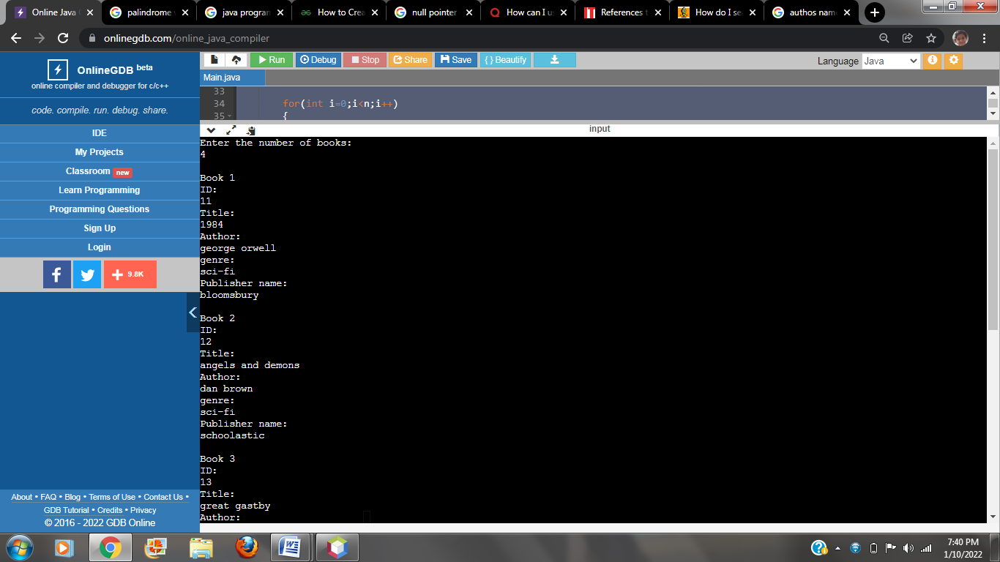 Online Java C
palindrome
java program
How to Crea
null pointer
How can I u
References t
How do I se
authos nam
onlinegdb.com/online_java_compiler
OnlineGDB beta
online compiler and debugger for c/c++
code. compile. run. debug. share.
IDE
My Projects
Classroom new
Learn Programming
Programming Questions
Sign Up
Login
9.8K
About • FAQ • Blog • Terms of Use • Contact Us •
GDB Tutorial • Credits • Privacy
© 2016 - 2022 GDB Online
Run Debug Stop Share Save { } Beautify
Language Java
Main.java
33
34 for(int i=0;i<n;i++)
35 {
input
Enter the number of books:
4
Book 1
ID:
11
Title:
1984
Author:
george orwell
genre:
sci-fi
Publisher name:
bloomsbury
Book 2
ID:
12
Title:
angels and demons
Author:
dan brown
genre:
sci-fi
Publisher name:
schoolastic
Book 3
ID:
13
Title:
great gastby
Author:
7:40 PM
1/10/2022